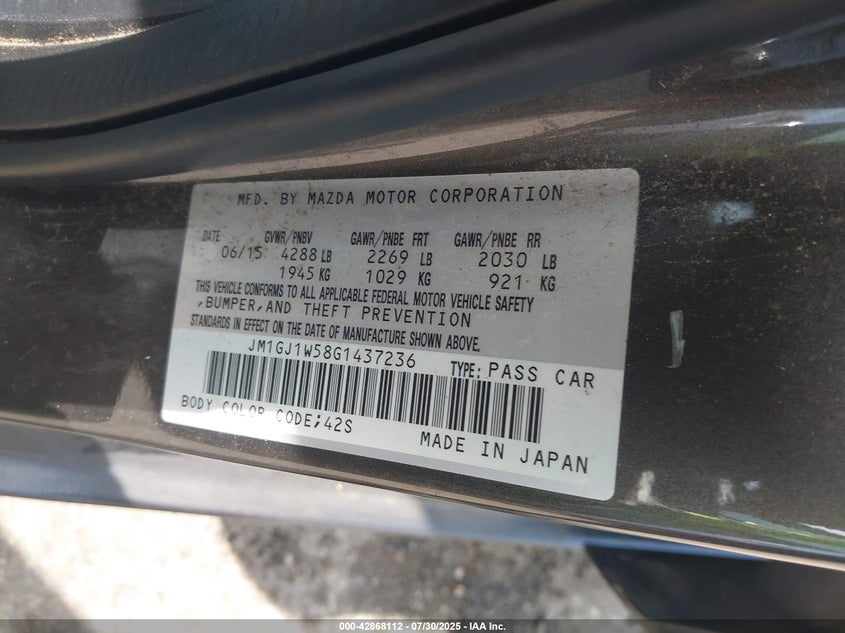 MFD. BY MAZDA MOTOR CORPORATION
DATE GVWR/PNBV GAWR/PNBE FRT GAWR/PNBE RR
06/15 4288 LB 2269 LB 2030 LB
1945 KG 1029 KG 921 KG
THIS VEHICLE CONFORMS TO ALL APPLICABLE FEDERAL MOTOR VEHICLE SAFETY
,BUMPER,AND THEFT PREVENTION
STANDARDS IN EFFECT ON THE DATE OF MANUFACTURE SHOWN ABOVE.
JM1GJ1W58G1437236 TYPE: PASS CAR
BODY COLOR CODE;42S
MADE IN JAPAN
000-42868112 - 07/30/2025 - IAA Inc.